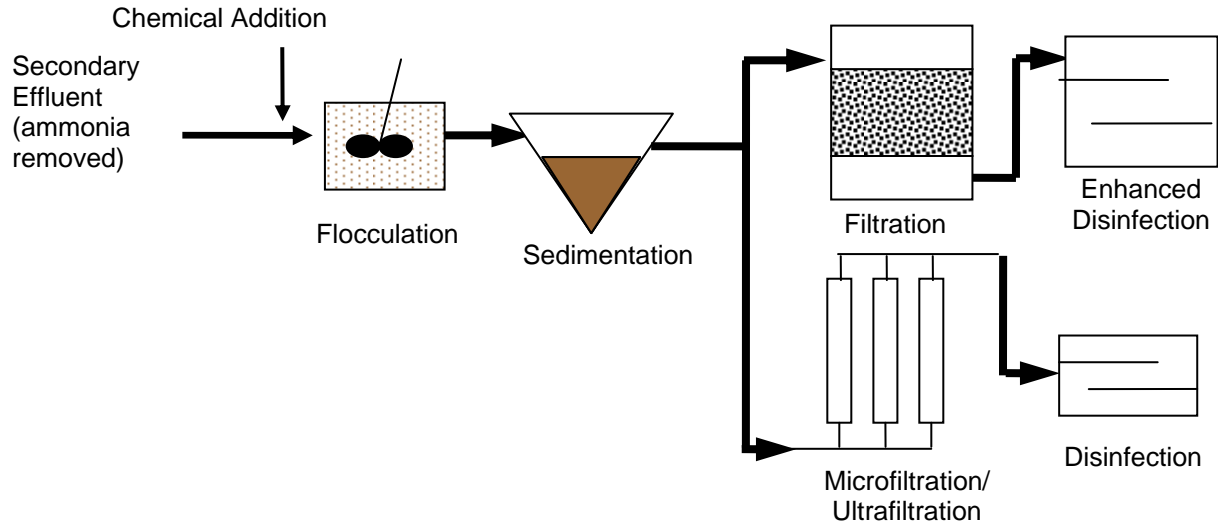 Chemical Addition
Secondary
Effluent
(ammonia
removed)
Flocculation
Sedimentation
Filtration
Enhanced
Disinfection
Microfiltration/
Ultrafiltration
Disinfection